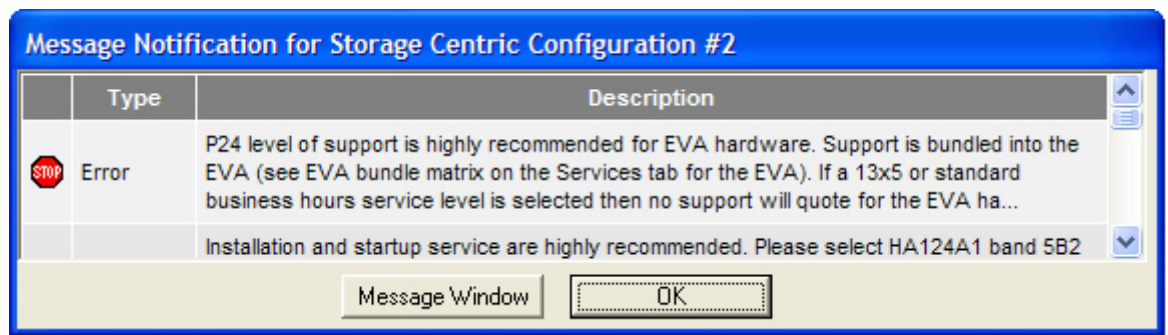 Message Notification for Storage Centric Configuration #2
Type Description
P24 level of support is highly recommended for EVA hardware. Support is bundled into the
STOP Error EVA (see EVA bundle matrix on the Services tab for the EVA). If a 13x5 or standard
business hours service level is selected then no support will quote for the EVA ha...
Installation and startup service are highly recommended. Please select HA124A1 band 5B2
Message Window OK